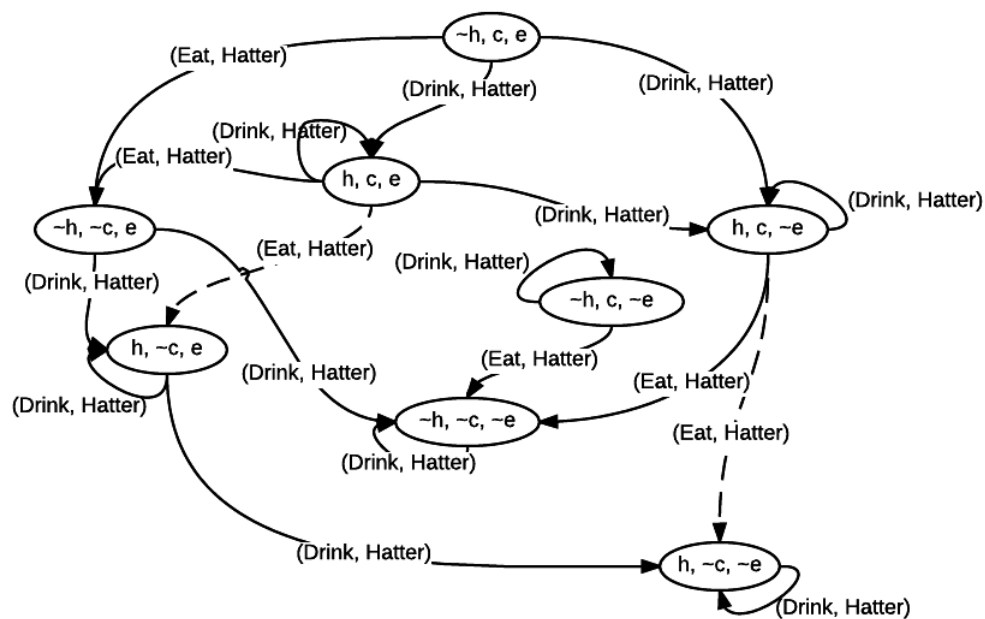 ~h, c, e
(Eat, Hatter)
(Drink, Hatter)
(Drink, Hatter)
(Drink, Hatter)
(Eat, Hatter)
h, c, e
(Drink, Hatter)
(Drink, Hatter)
~h, ~c, e
h, c, ~e
(Eat, Hatter)
(Drink, Hatter)
(Drink, Hatter)
~h, c, ~e
h, ~c, e
(Eat, Hatter)
(Drink, Hatter)
(Eat, Hatter)
(Drink, Hatter)
~h, ~c, ~e
(Eat, Hatter)
(Drink, Hatter)
(Drink, Hatter)
h, ~c, ~e
(Drink, Hatter)